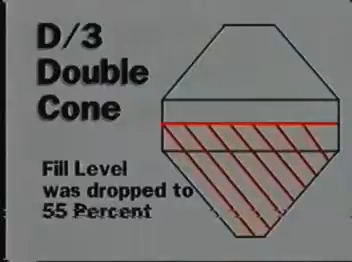 D/3
Double
Cone
Fill Level
was dropped to
55 Percent